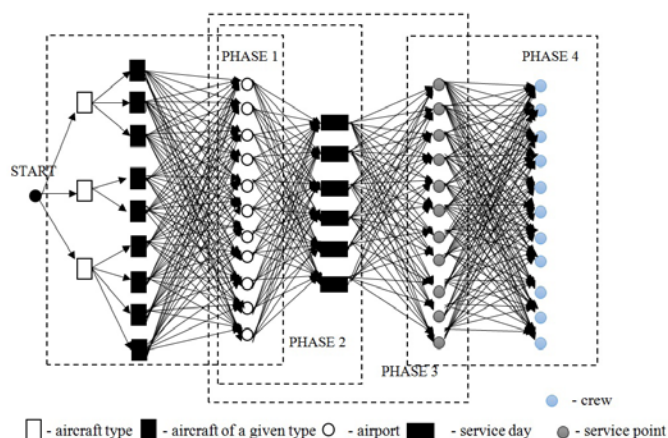 PHASE 1
PHASE 4
START
PHASE 2
PHASE 3
- crew
- aircraft type
- aircraft of a given type
- airport
- service day
- service point